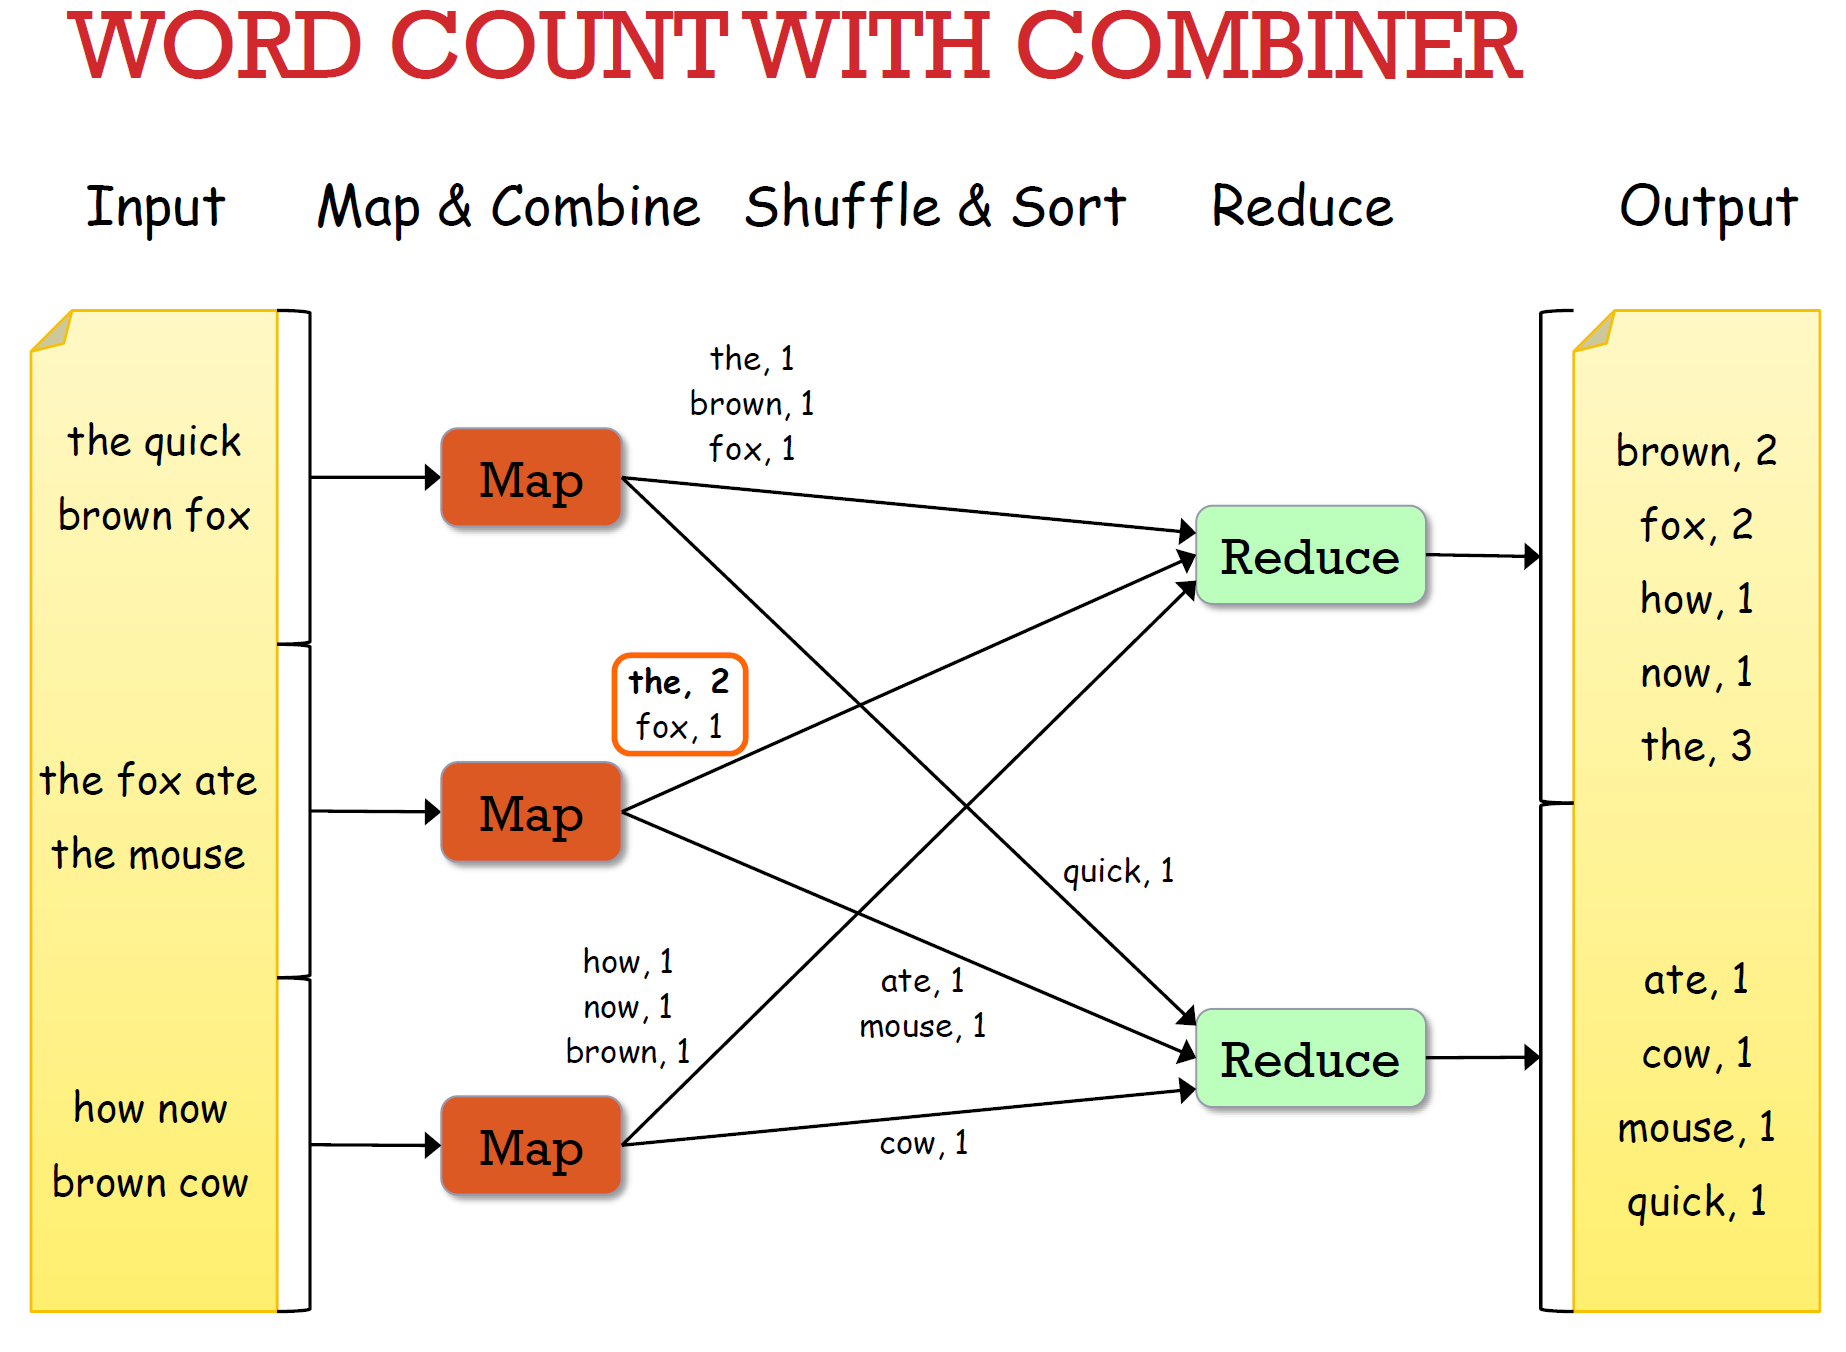 WORD COUNT WITH COMBINER
Input
Map & Combine
Shuffle & Sort
Reduce
Output
the quick
brown fox
the fox ate
the mouse
how now
brown cow
Map
Map
Map
the, 1
brown, 1
fox, 1
the, 2
fox, 1
how, 1
now, 1
brown, 1
quick, 1
ate, 1
mouse, 1
cow, 1
Reduce
Reduce
brown, 2
fox, 2
how, 1
now, 1
the, 3
ate, 1
cow, 1
mouse, 1
quick, 1